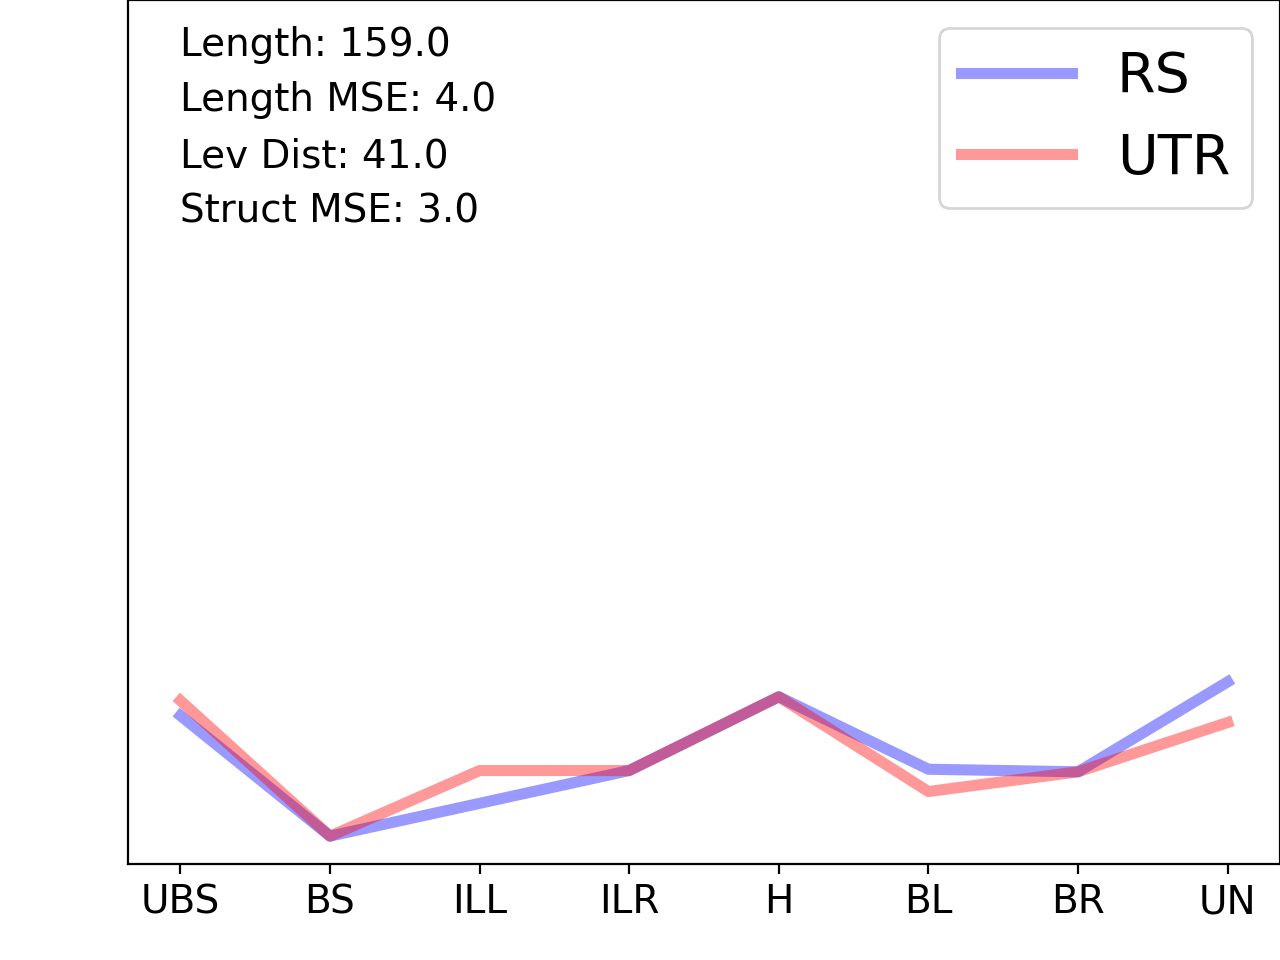 Length: 159.0
Length MSE: 4.0
Lev Dist: 41.0
Struct MSE: 3.0
RS
UTR
UBS BS ILL ILR H BL BR UN